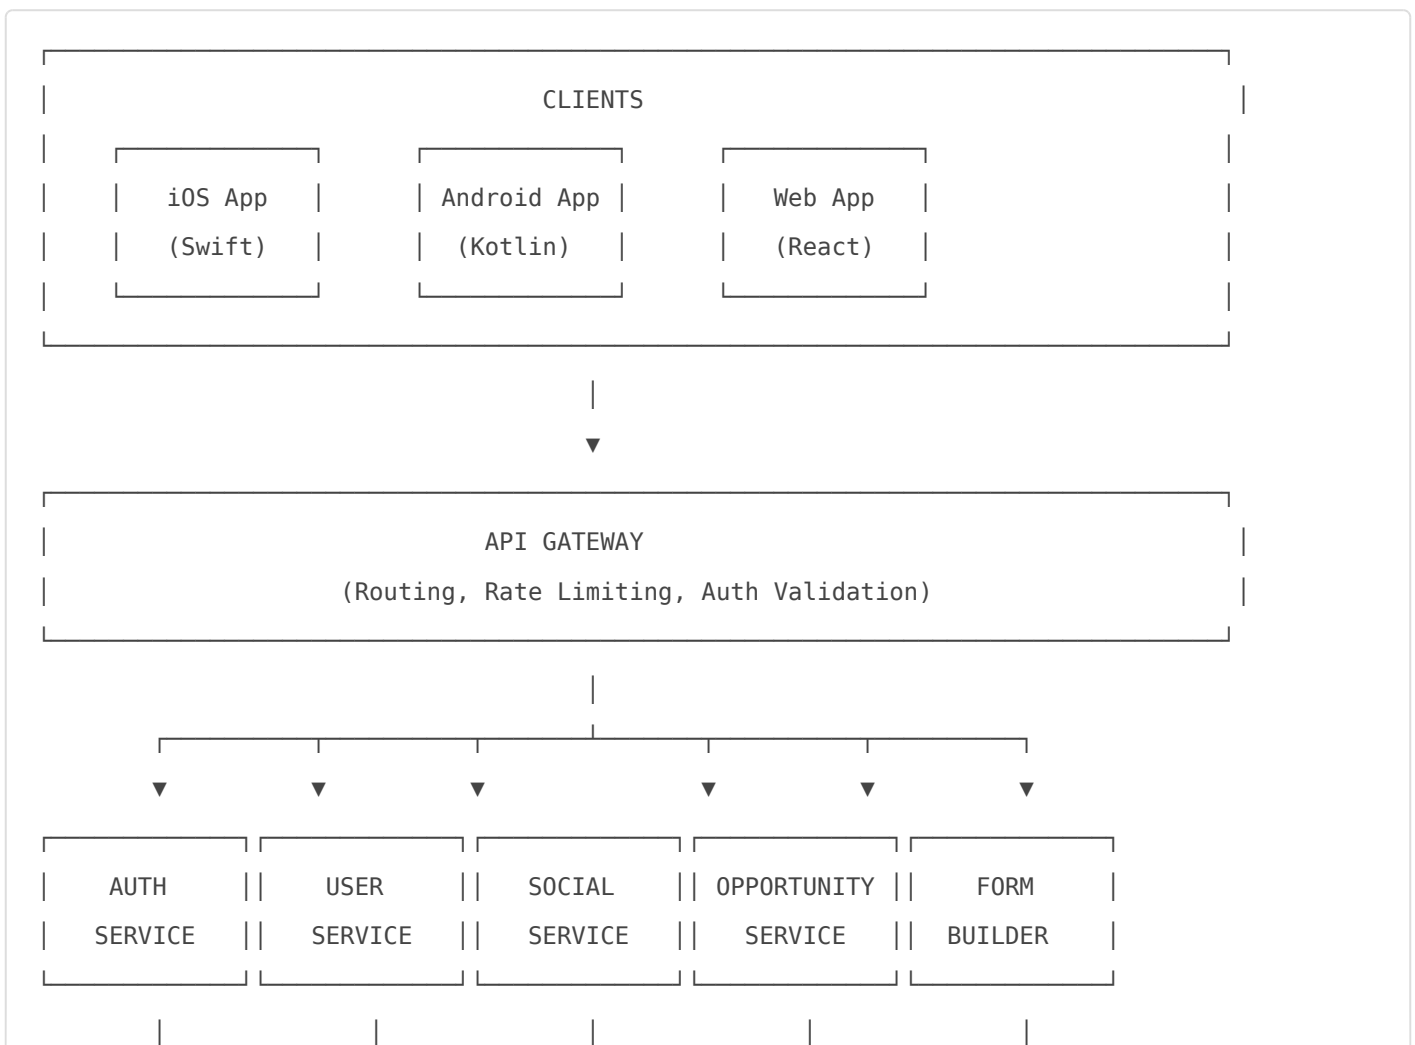 CLIENTS
iOS App Android App Web App
(Swift) (Kotlin) (React)
▼
API GATEWAY
(Routing, Rate Limiting, Auth Validation)
▼ ▼ ▼ ▼ ▼ ▼
AUTH USER SOCIAL OPPORTUNITY FORM
SERVICE SERVICE SERVICE SERVICE BUILDER